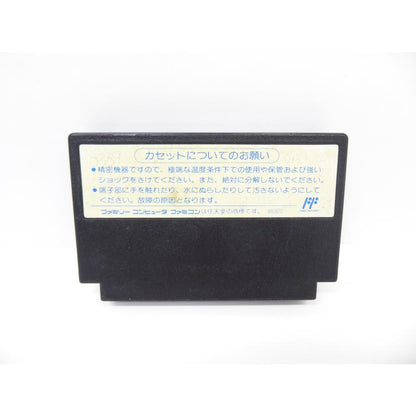 カセットについてのお願い
●精密機器ですので、極端な温度条件下での使用や保管および強い
ショックをさけてください。また、絶対に分解しないでください。
●端子部に手を触れたり、水にぬらしたりして汚さないようにして
ください。故障の原因となります。
ファミリーコンピュータ ファミコンは任天堂の商標です。